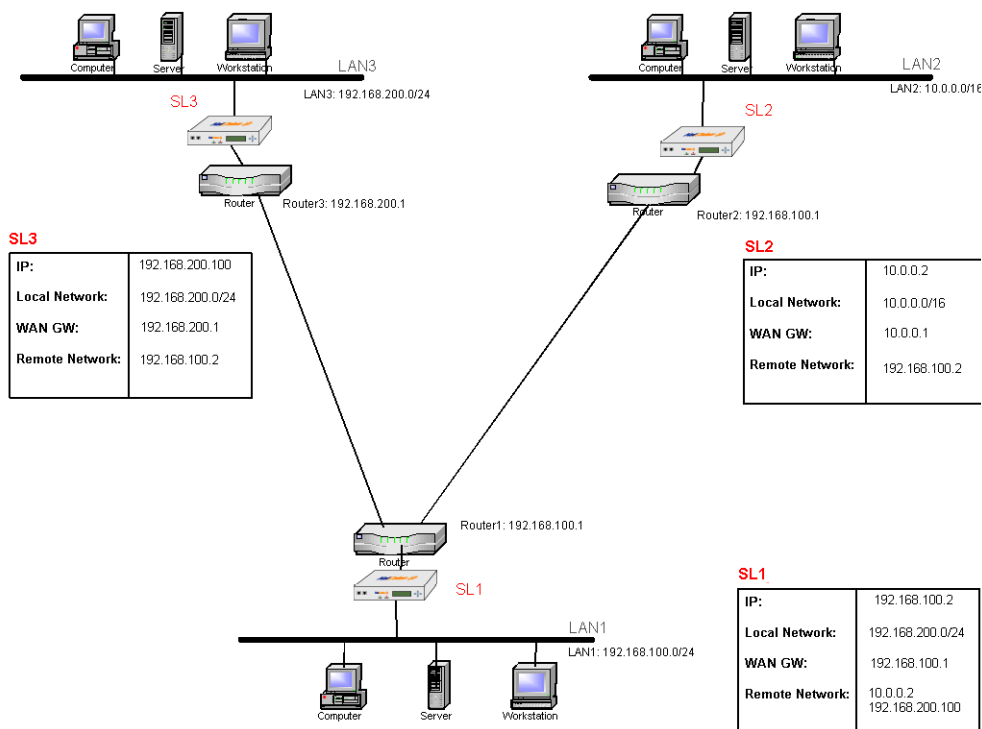 Computer Server Workstation
LAN3
LAN3: 192.168.200.0/24
SL3
Router
Router3: 192.168.200.1
Computer Server Workstation
LAN2
LAN2: 10.0.0.0/16
SL2
Router
Router2: 192.168.100.1
SL3
IP: 192.168.200.100
Local Network: 192.168.200.0/24
WAN GW: 192.168.200.1
Remote Network: 192.168.100.2
SL2
IP: 10.0.0.2
Local Network: 10.0.0.0/16
WAN GW: 10.0.0.1
Remote Network: 192.168.100.2
Router1: 192.168.100.1
Router
SL1
LAN1
LAN1: 192.168.100.0/24
Computer Server Workstation
SL1
IP: 192.168.100.2
Local Network: 192.168.200.0/24
WAN GW: 192.168.100.1
Remote Network: 10.0.0.2
192.168.200.100